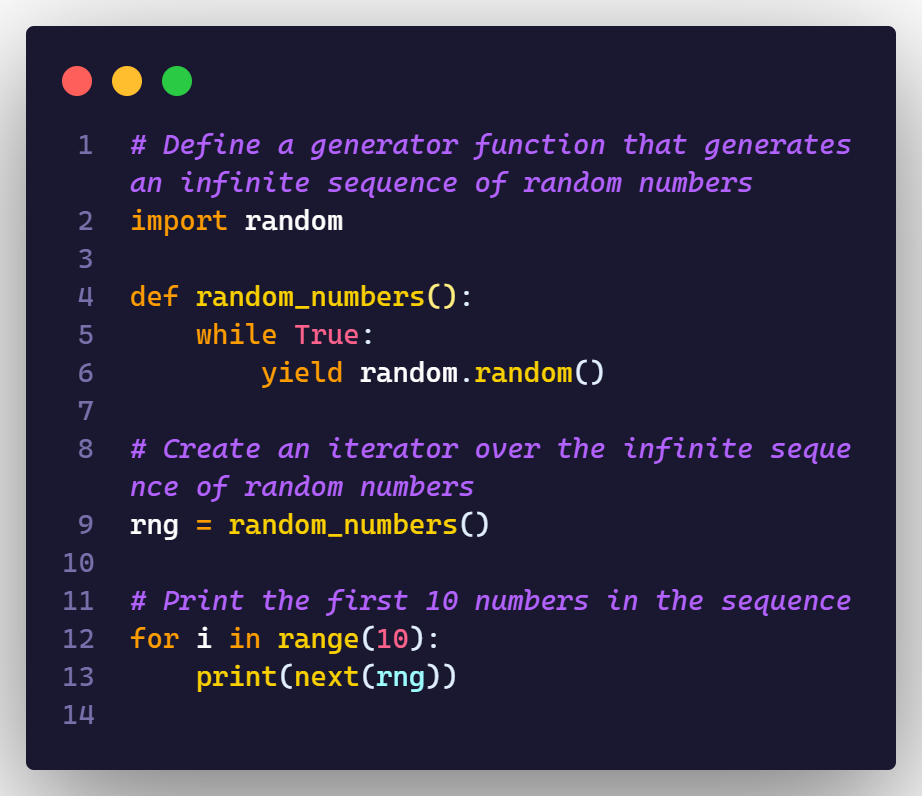 1 # Define a generator function that generates
an infinite sequence of random numbers
2 import random
3
4 def random_numbers():
5     while True:
6         yield random.random()
7
8 # Create an iterator over the infinite seque
nce of random numbers
9 rng = random_numbers()
10
11 # Print the first 10 numbers in the sequence
12 for i in range(10):
13     print(next(rng))
14